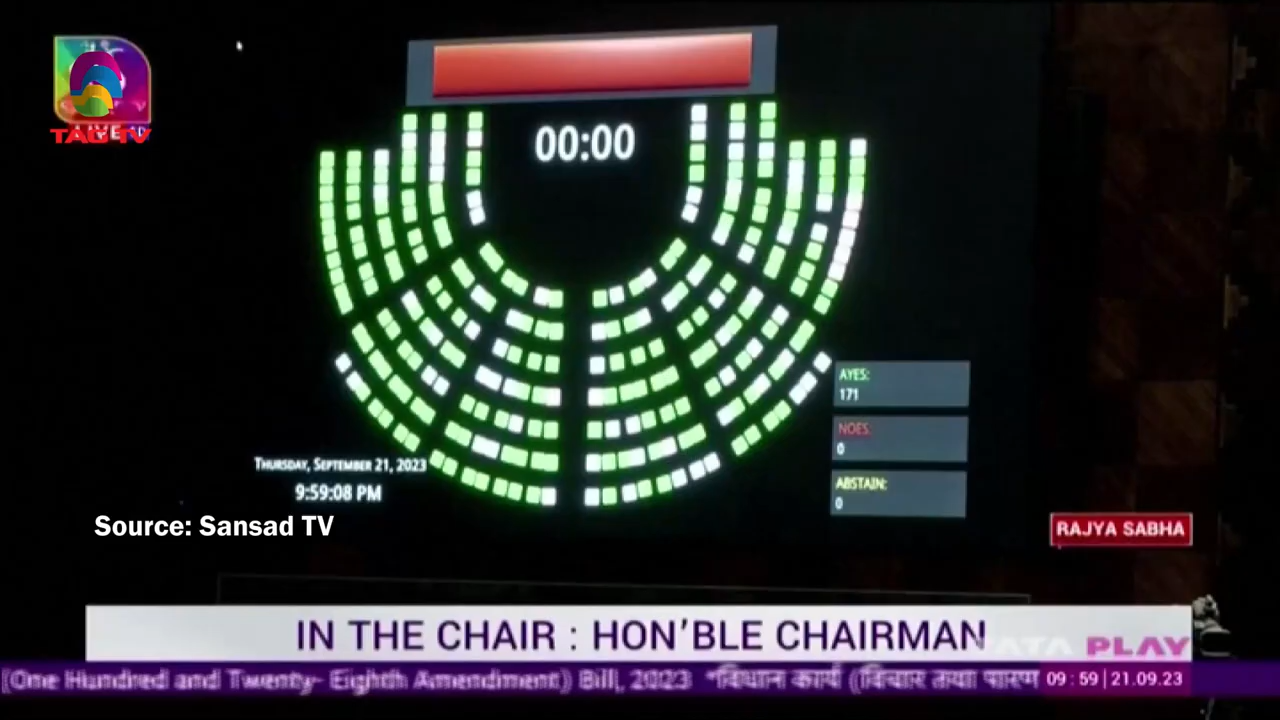 LIVE
TAG TV
00:00
AYES:
171
NOES:
0
ABSTAIN:
0
THURSDAY, SEPTEMBER 21, 2023
9:59:08 PM
Source: Sansad TV
RAJYA SABHA
IN THE CHAIR : HON'BLE CHAIRMAN
PLAY
(One Hundred and Twenty- Eighth Amendment) Bill, 2023 *विधान कार्य (विचार तथा पारण
09 : 59 | 21.09.23